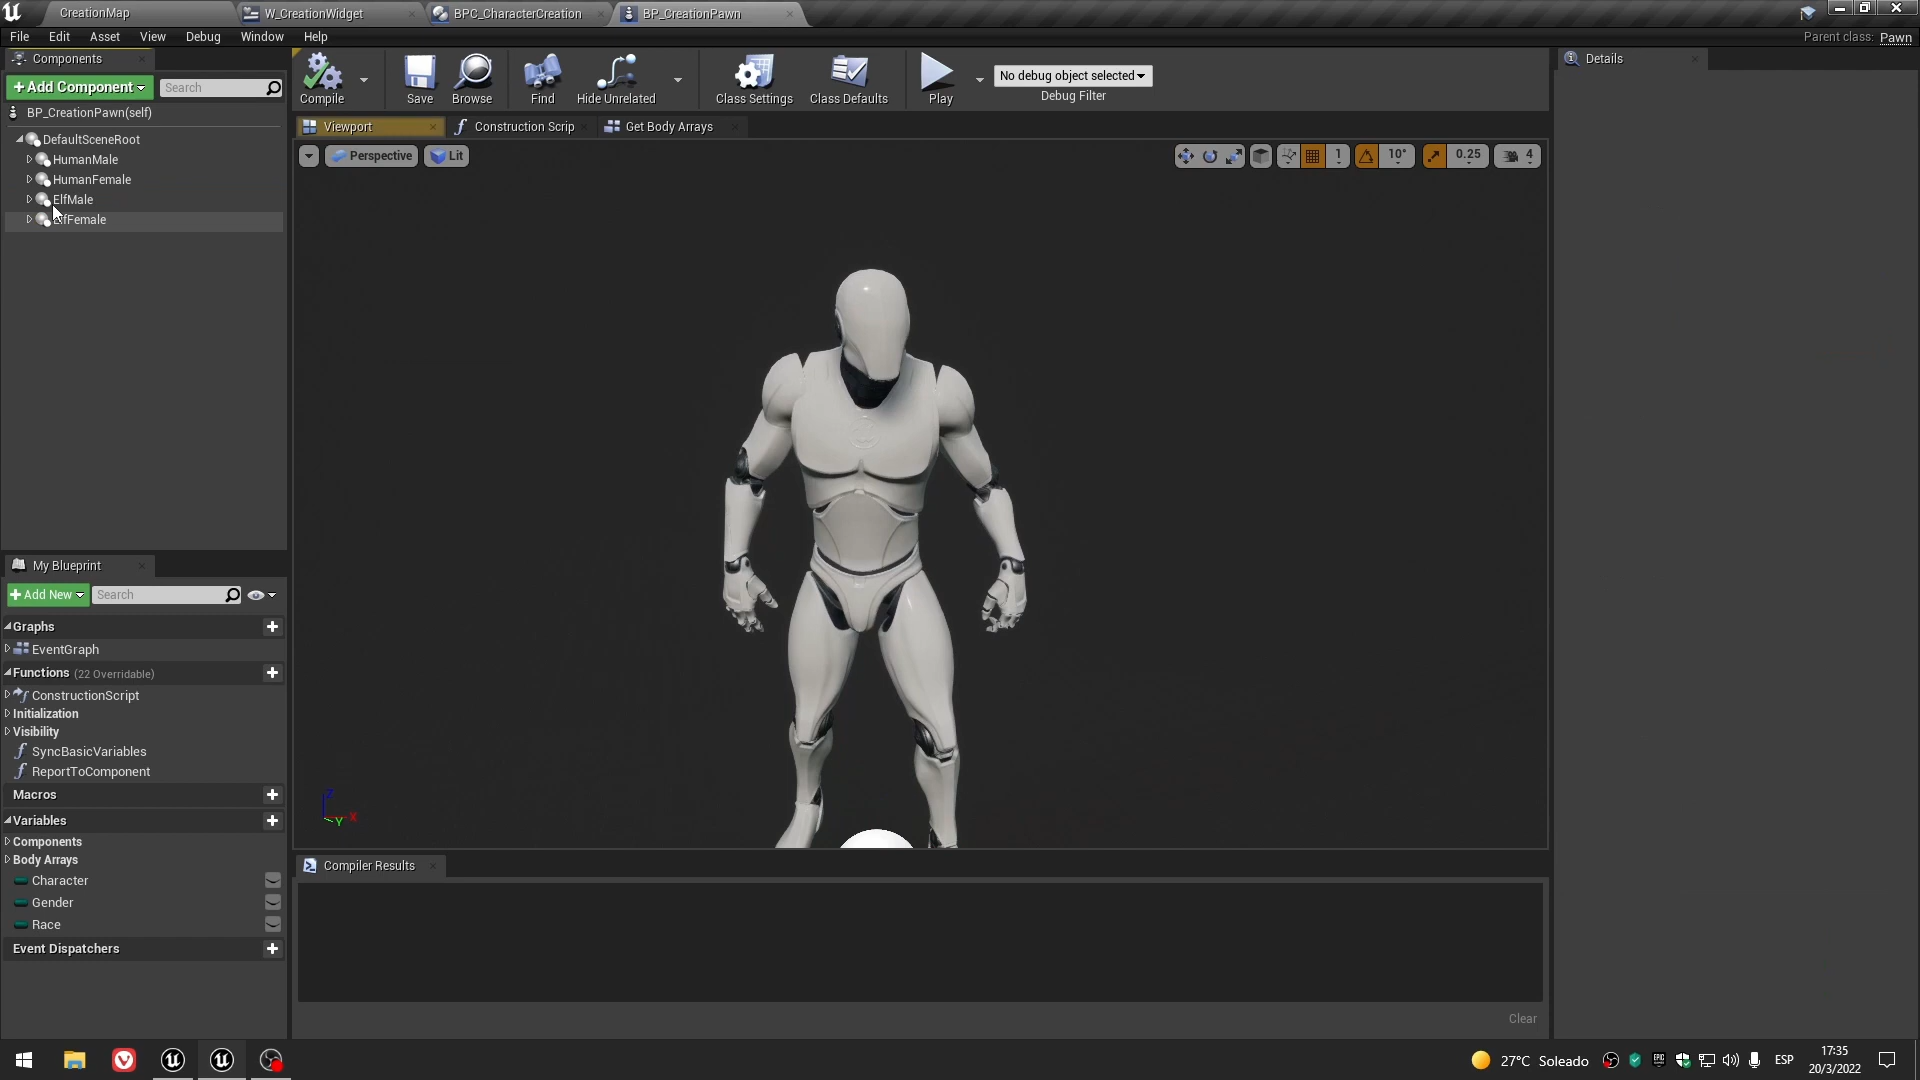 CreationMap
W_CreationWidget
BPC_CharacterCreation
BP_CreationPawn
File Edit Asset View Debug Window Help
Parent class: Pawn
Components
+ Add Component
Search
BP_CreationPawn(self)
DefaultSceneRoot
HumanMale
HumanFemale
ElfMale
lfFemale
Compile
Save
Browse
Find
Hide Unrelated
Class Settings
Class Defaults
Play
No debug object selected
Debug Filter
Viewport
Construction Scrip
Get Body Arrays
Perspective
Lit
1
10°
0.25
4
Z
X
Y
My Blueprint
+ Add New
Search
Graphs
EventGraph
Functions (22 Overridable)
ConstructionScript
Initialization
Visibility
SyncBasicVariables
ReportToComponent
Macros
Variables
Components
Body Arrays
Character
Gender
Race
Event Dispatchers
Compiler Results
Clear
Details
27°C Soleado
ESP
17:35
20/3/2022